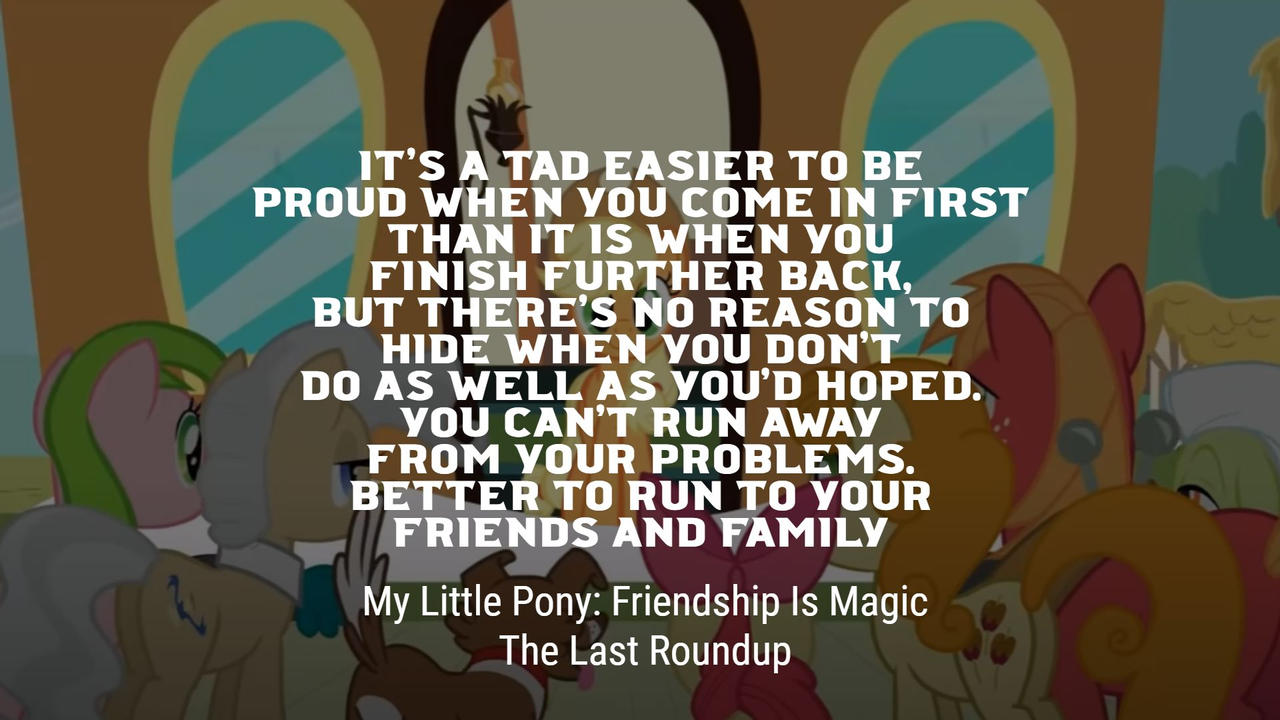 IT'S A TAD EASIER TO BE
PROUD WHEN YOU COME IN FIRST
THAN IT IS WHEN YOU
FINISH FURTHER BACK,
BUT THERE'S NO REASON TO
HIDE WHEN YOU DON'T
DO AS WELL AS YOU'D HOPED.
YOU CAN'T RUN AWAY
FROM YOUR PROBLEMS.
BETTER TO RUN TO YOUR
FRIENDS AND FAMILY
My Little Pony: Friendship Is Magic
The Last Roundup